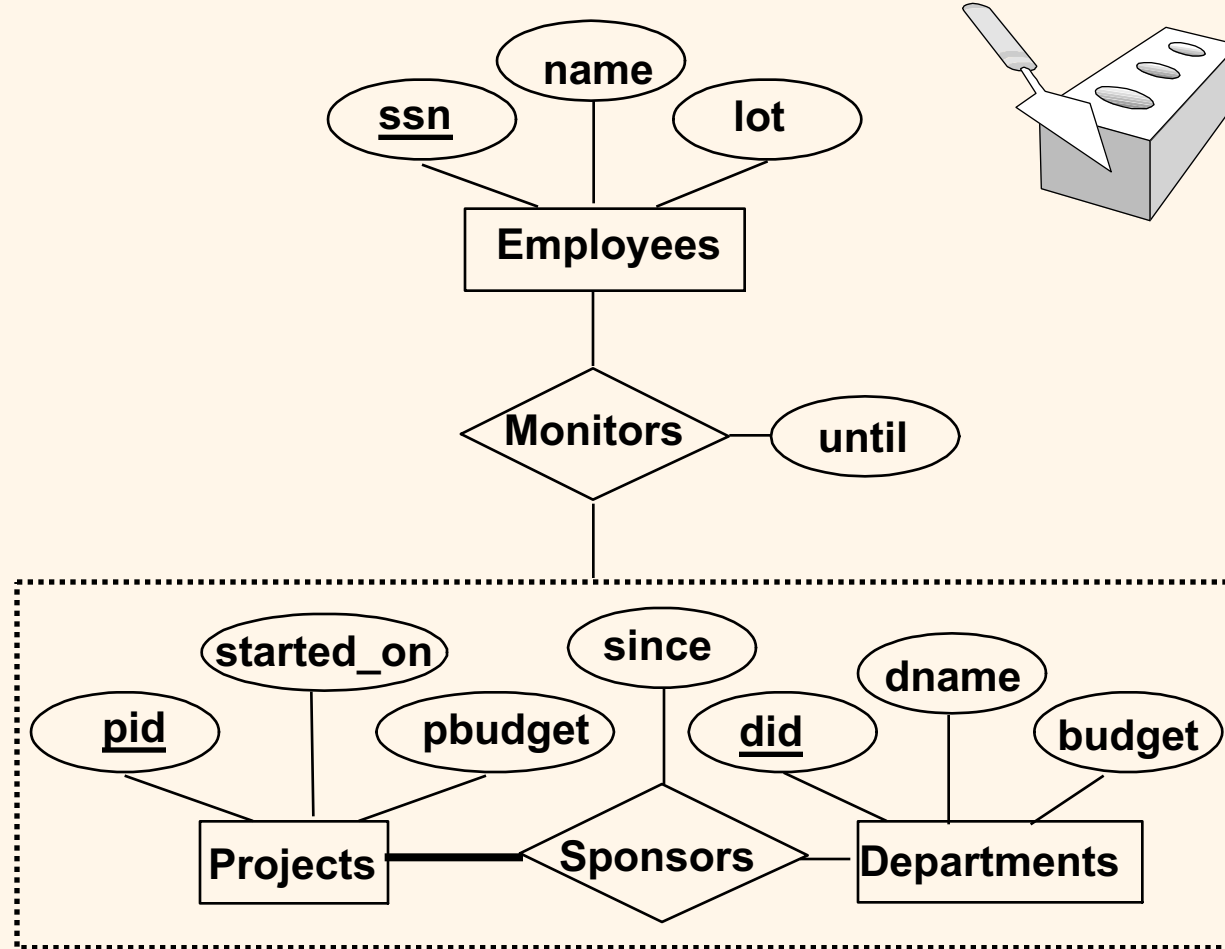 name
ssn
lot
Employees
Monitors
until
started_on
since
dname
pid
pbudget
did
budget
Projects
Sponsors
Departments